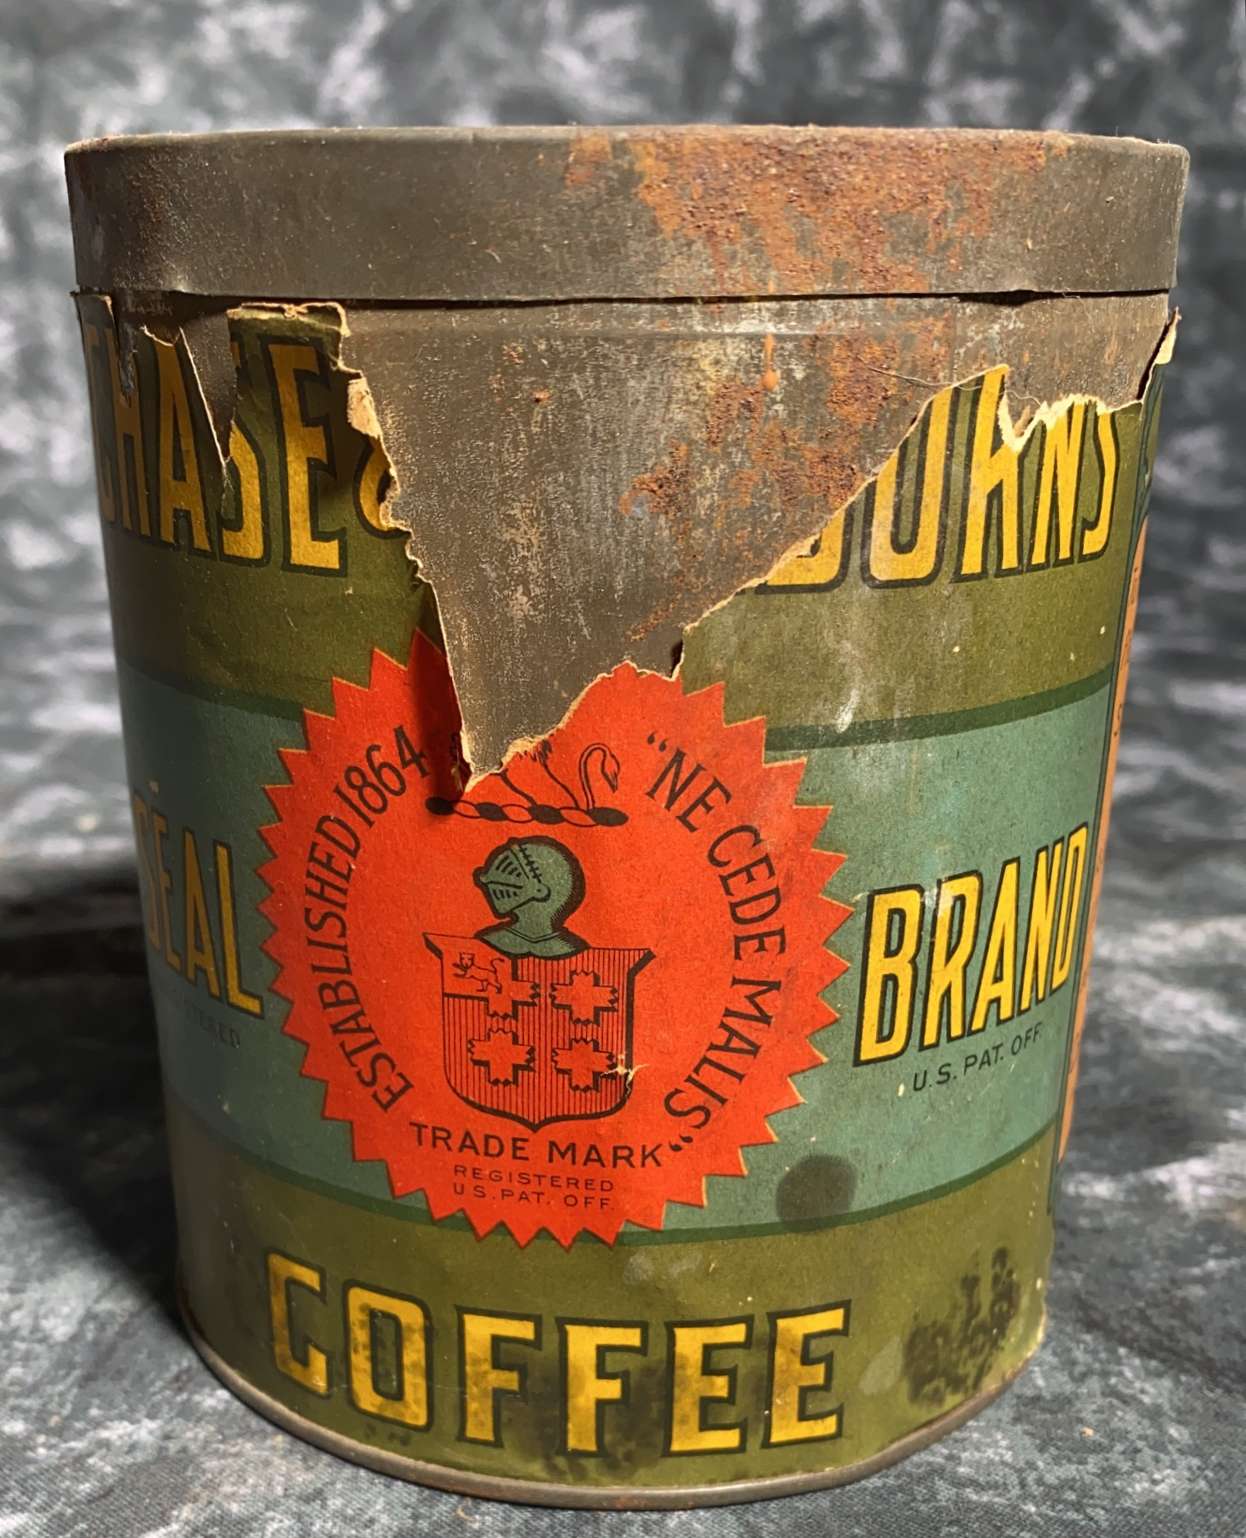 CHASE &
BORNS
ESTABLISHED 1864
"NE CEDE MALIS"
SEAL
BRAND
U.S. PAT. OFF.
TRADE MARK
REGISTERED
U.S. PAT. OFF.
COFFEE